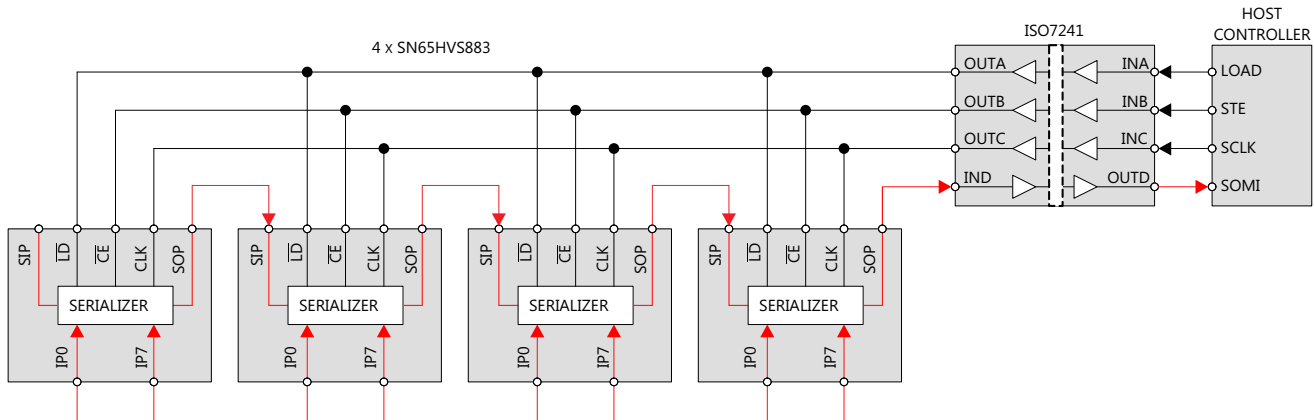 HOST
CONTROLLER
ISO7241
4 x SN65HVS883
OUTA
INA
LOAD
OUTB
INB
STE
OUTC
INC
SCLK
IND
OUTD
SOMI
SIP
LD
CE
CLK
SOP
SIP
LD
CE
CLK
SOP
SIP
LD
CE
CLK
SOP
SIP
LD
CE
CLK
SOP
SERIALIZER
SERIALIZER
SERIALIZER
SERIALIZER
IP0
IP7
IP0
IP7
IP0
IP7
IP0
IP7